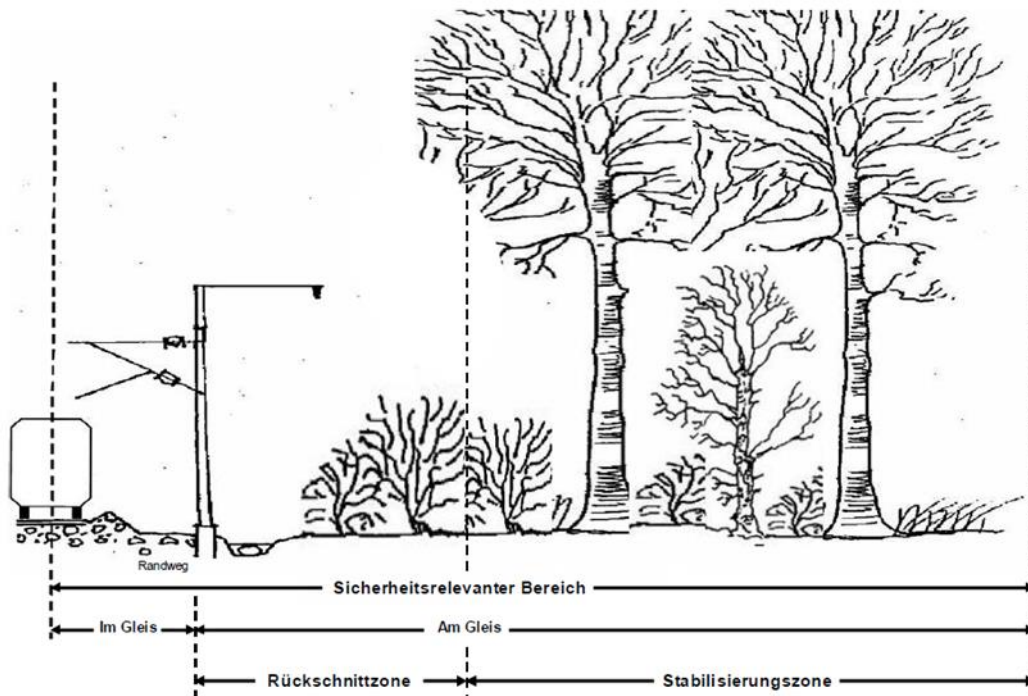 Randweg
Sicherheitsrelevanter Bereich
Im Gleis
Am Gleis
Rückschnittzone
Stabilisierungszone